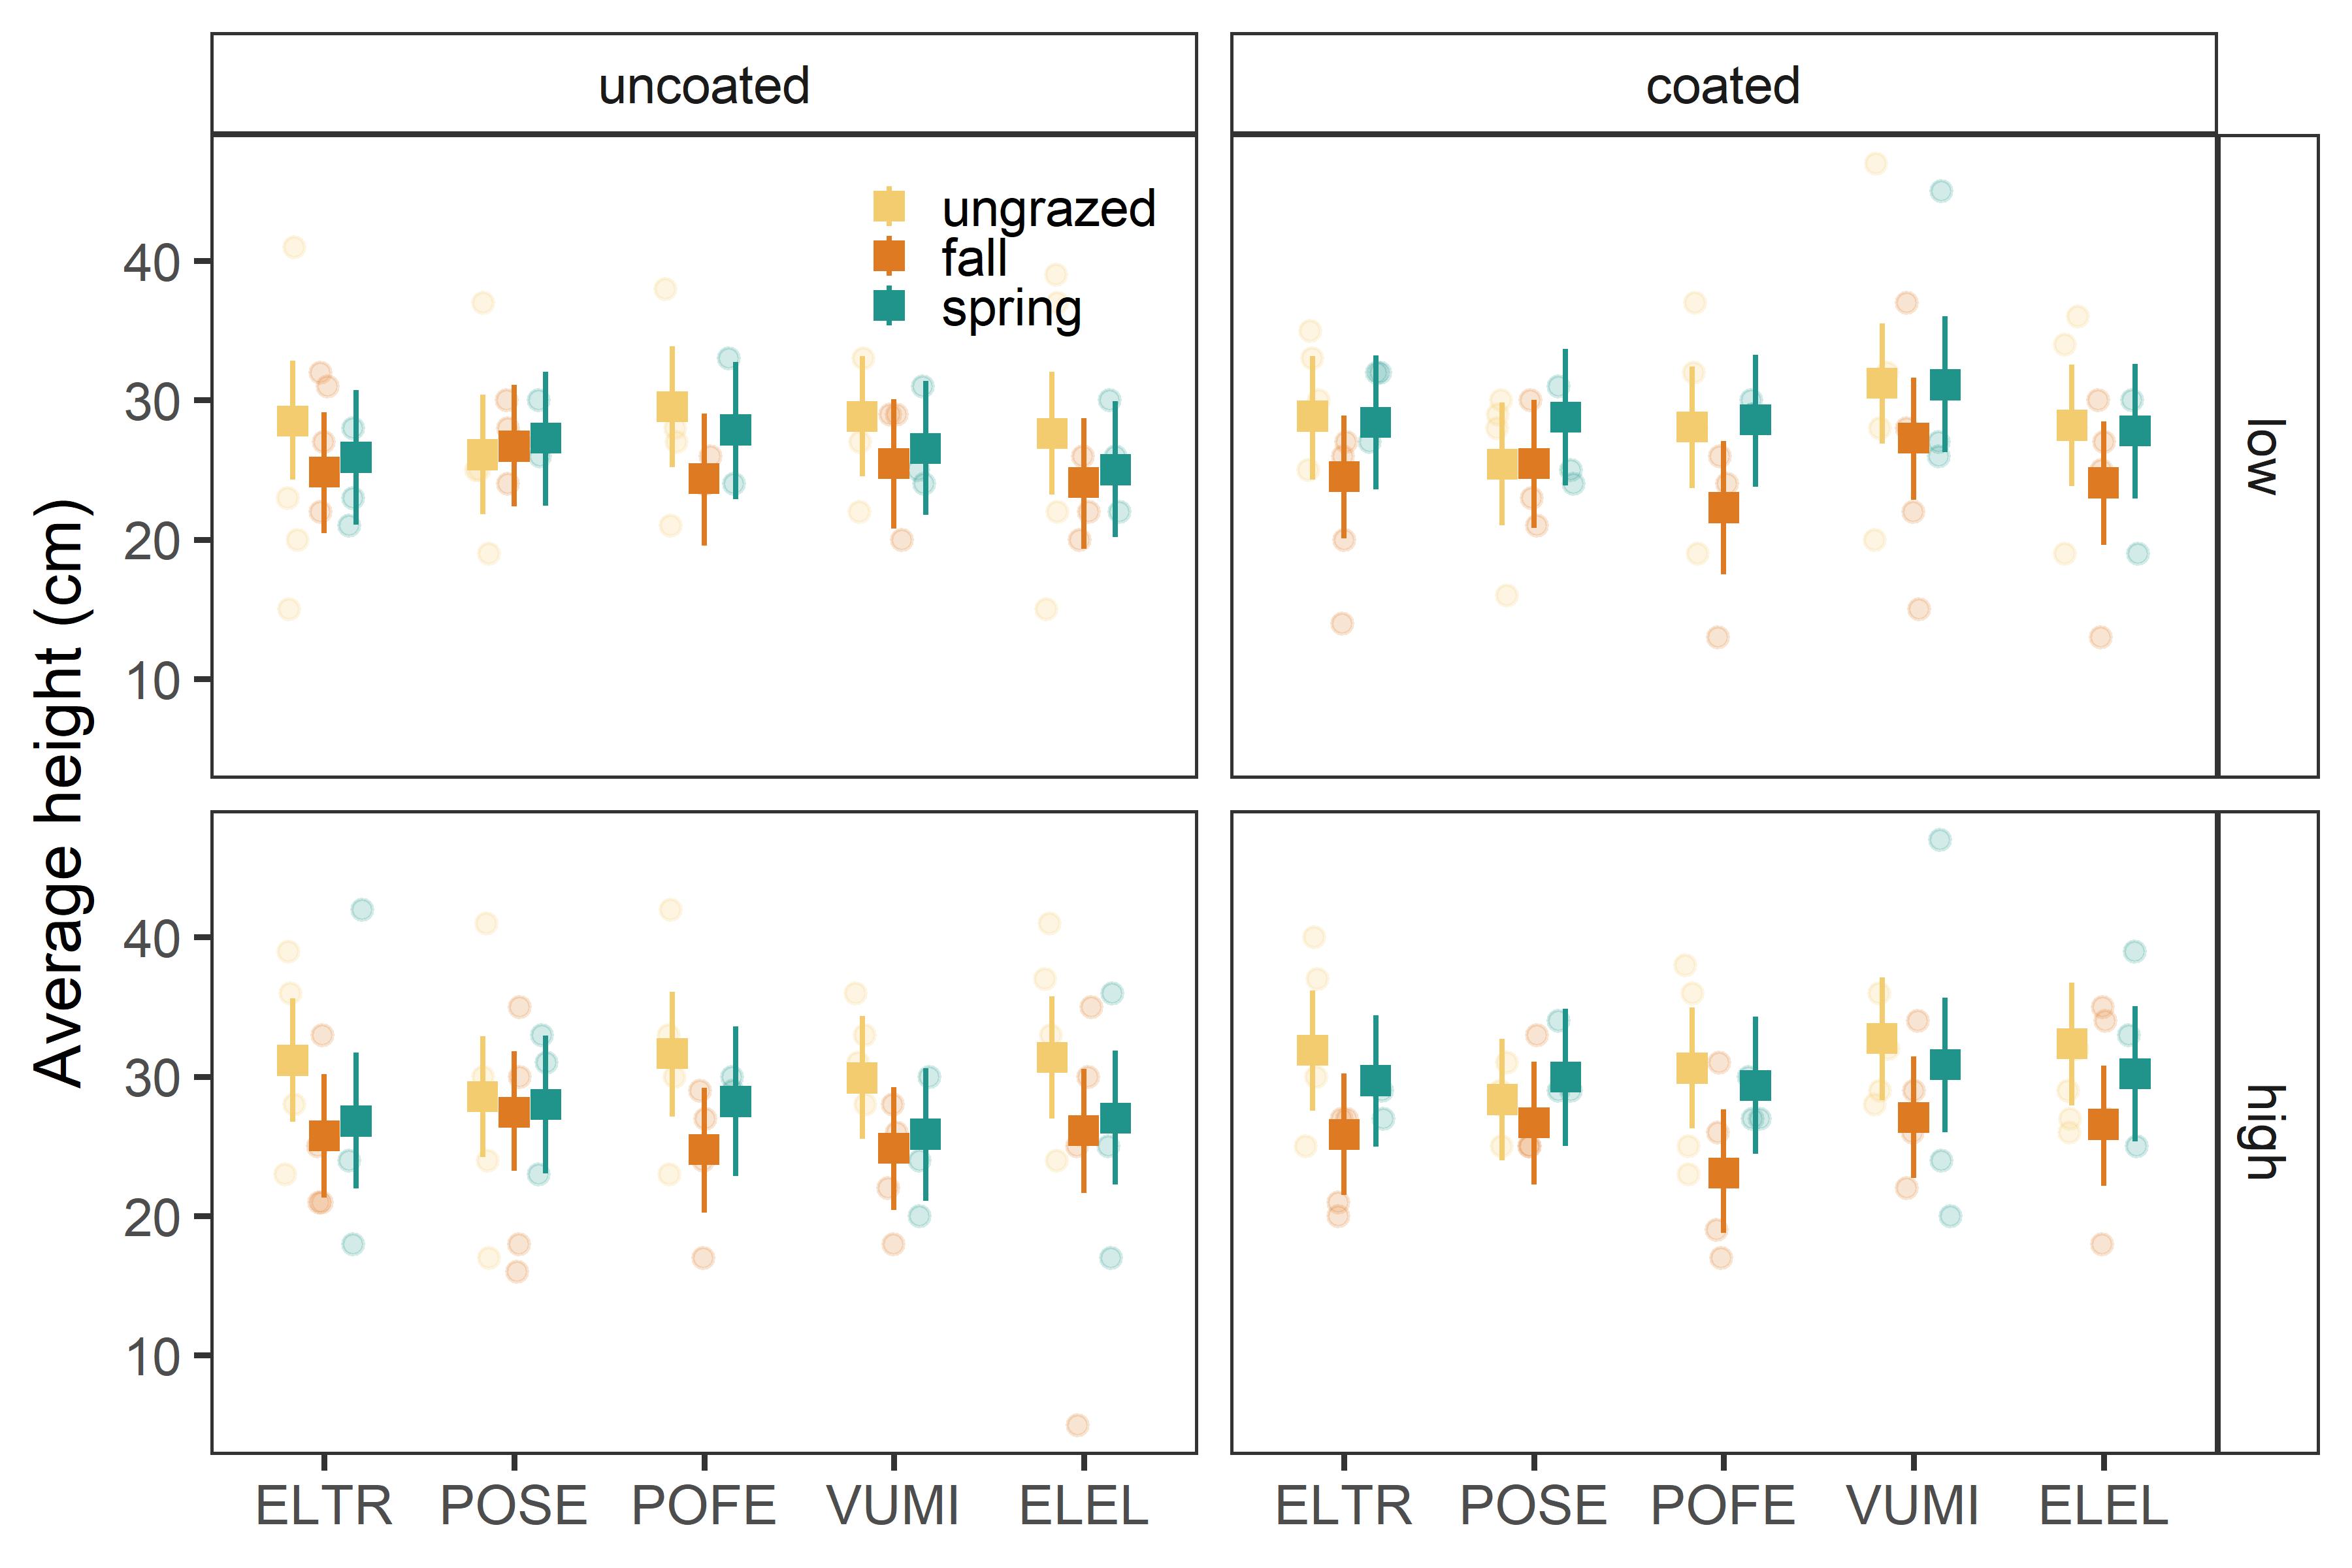 uncoated
coated
ungrazed
fall
spring
40
30
20
10
low
Average height (cm)
40
30
20
10
high
ELTR POSE POFE VUMI ELEL
ELTR POSE POFE VUMI ELEL